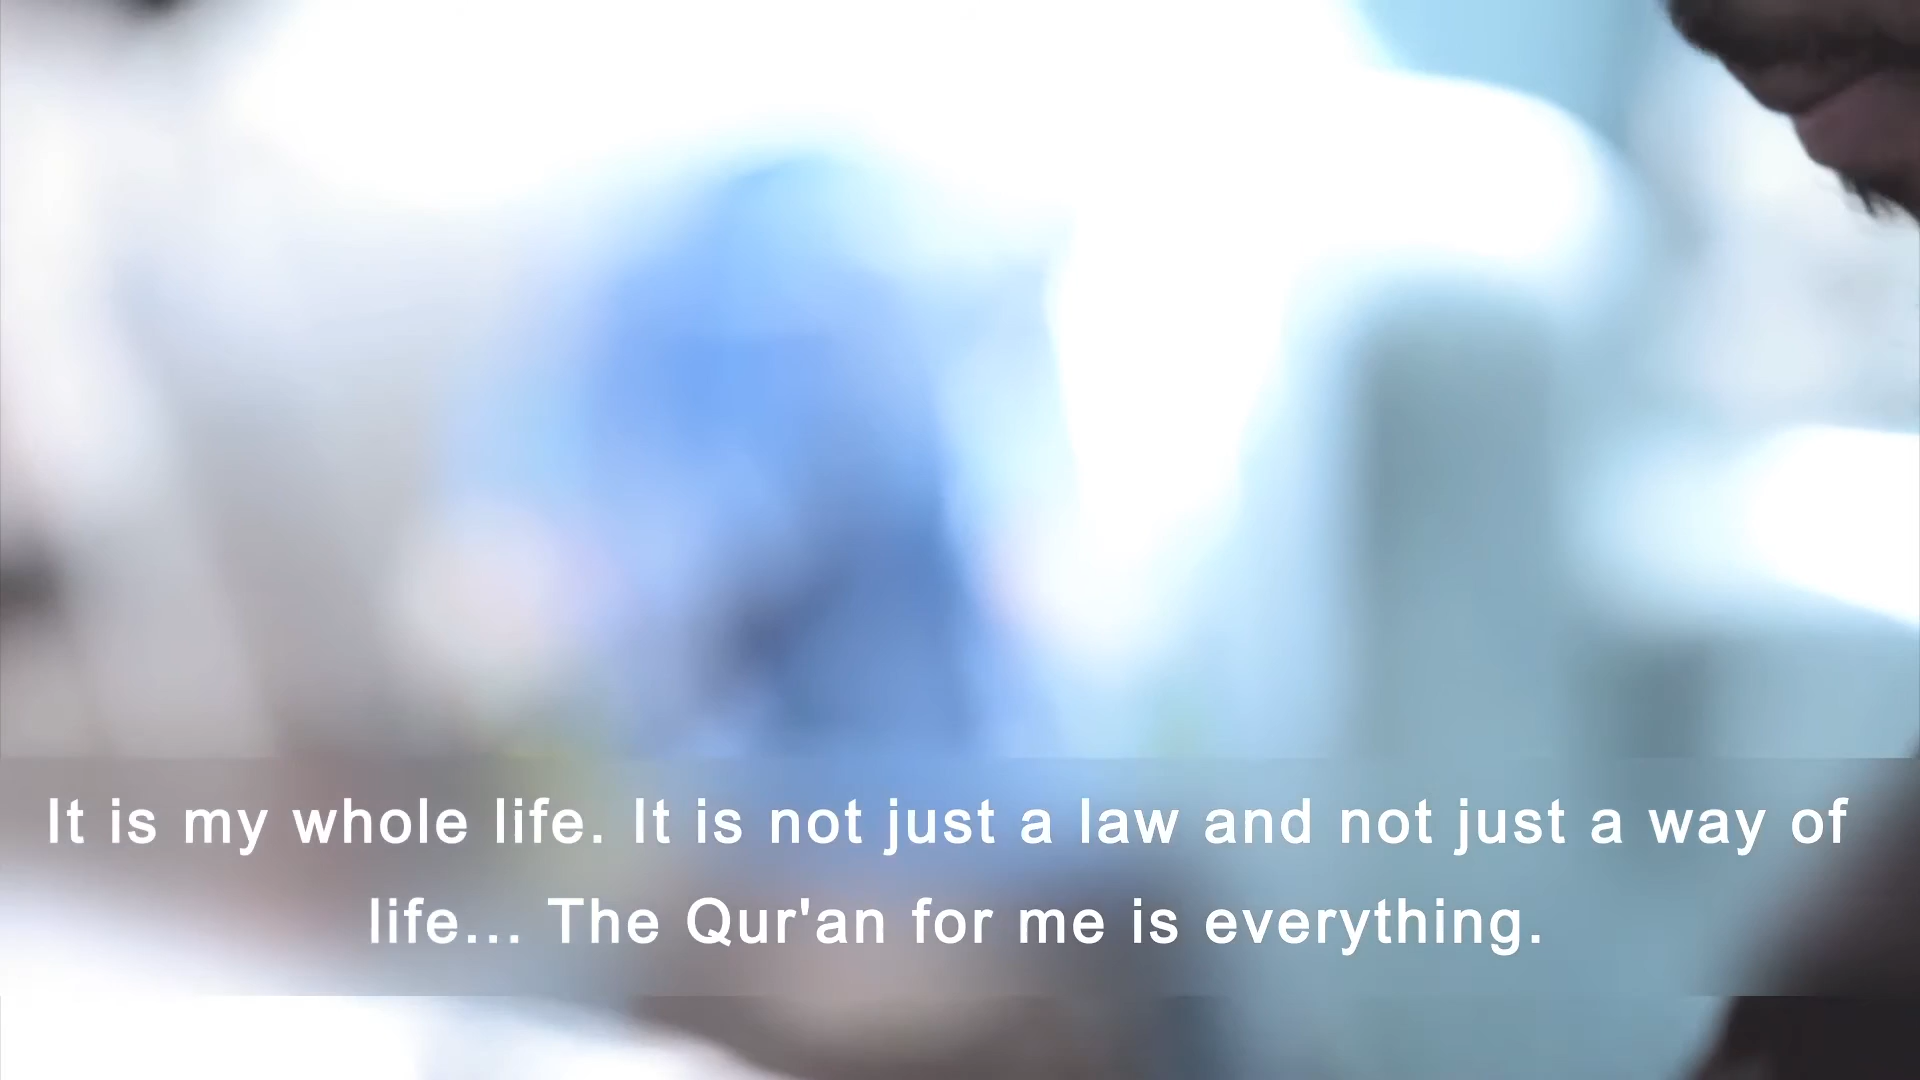 It is my whole life. It is not just a law and not just a way of
life... The Qur'an for me is everything.